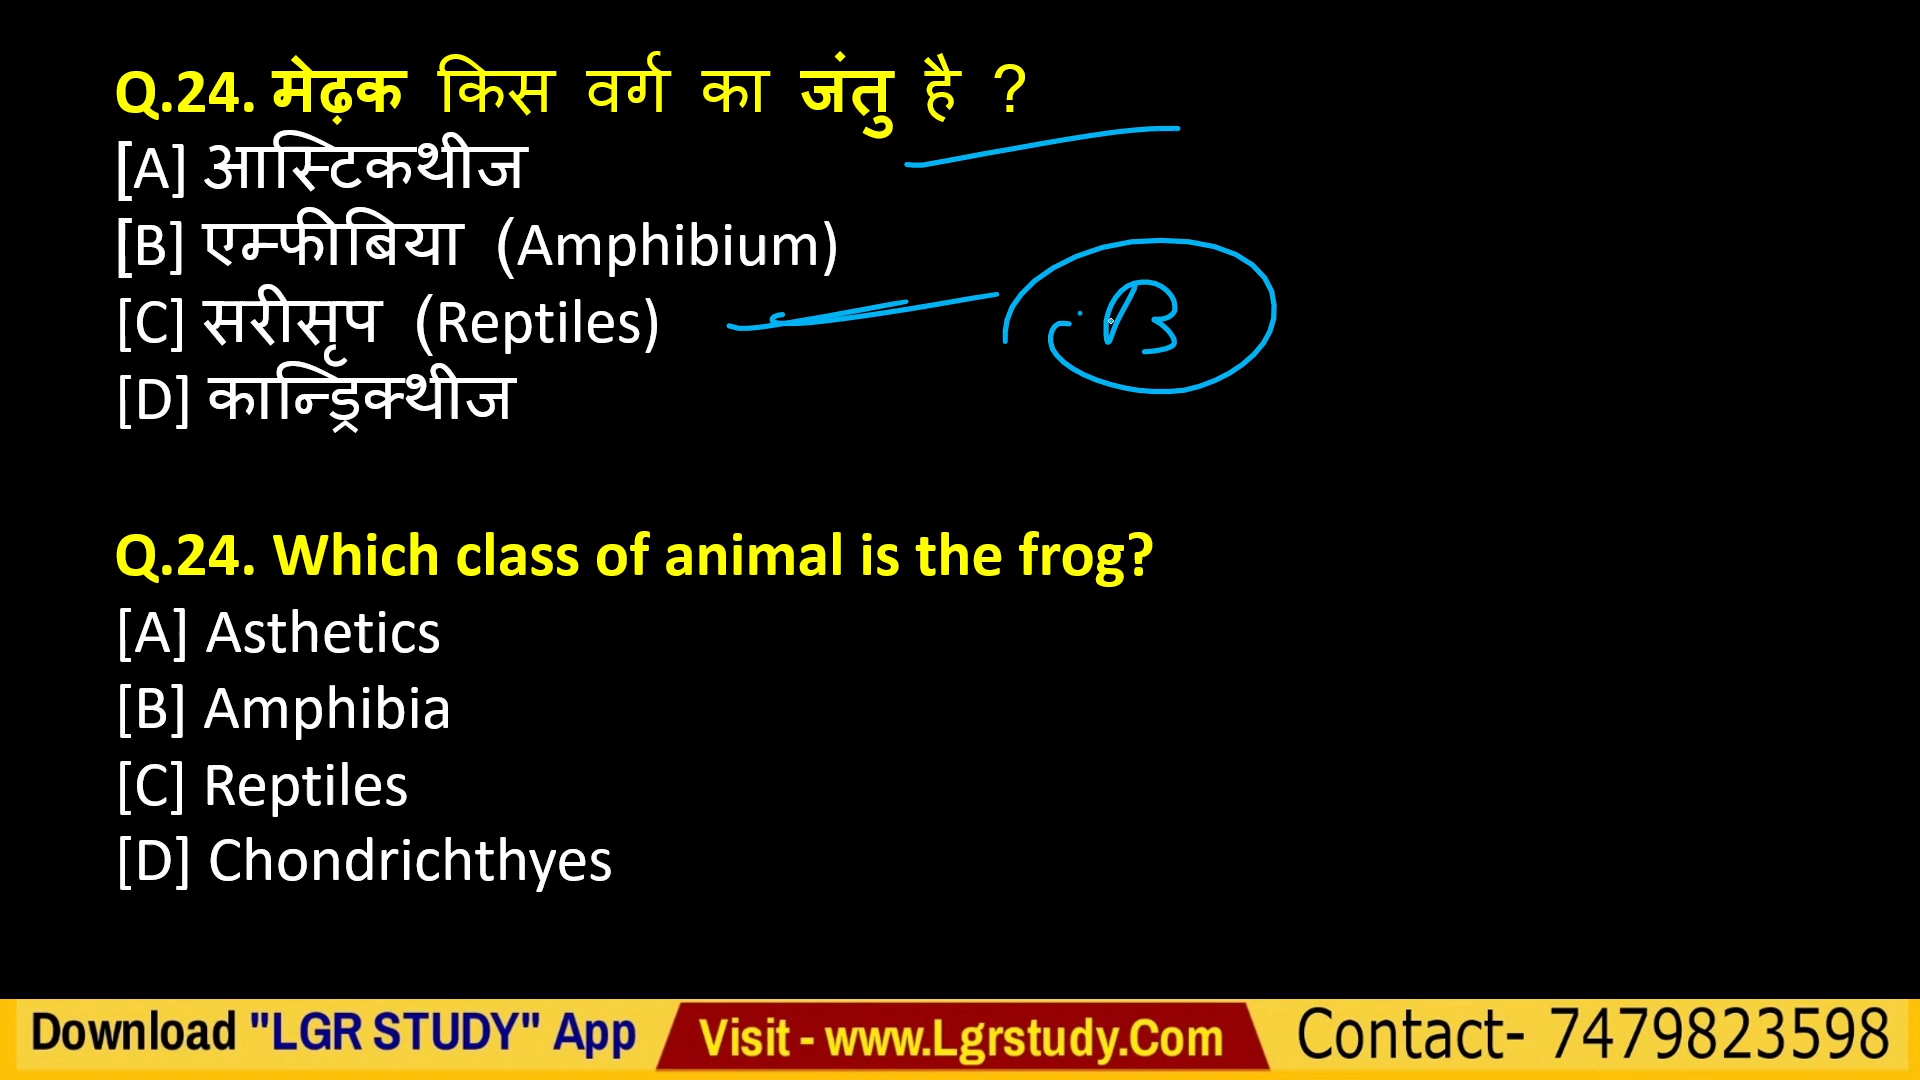 Q.24. मेढ़क किस वर्ग का जंतु है ?
[A] आस्टिकथीज
[B] एम्फीबिया (Amphibium)
[C] सरीसृप (Reptiles)
[D] कान्ड्रिक्थीज
B
Q.24. Which class of animal is the frog?
[A] Asthetics
[B] Amphibia
[C] Reptiles
[D] Chondrichthyes
Download "LGR STUDY" App Visit - www.Lgrstudy.Com Contact- 7479823598